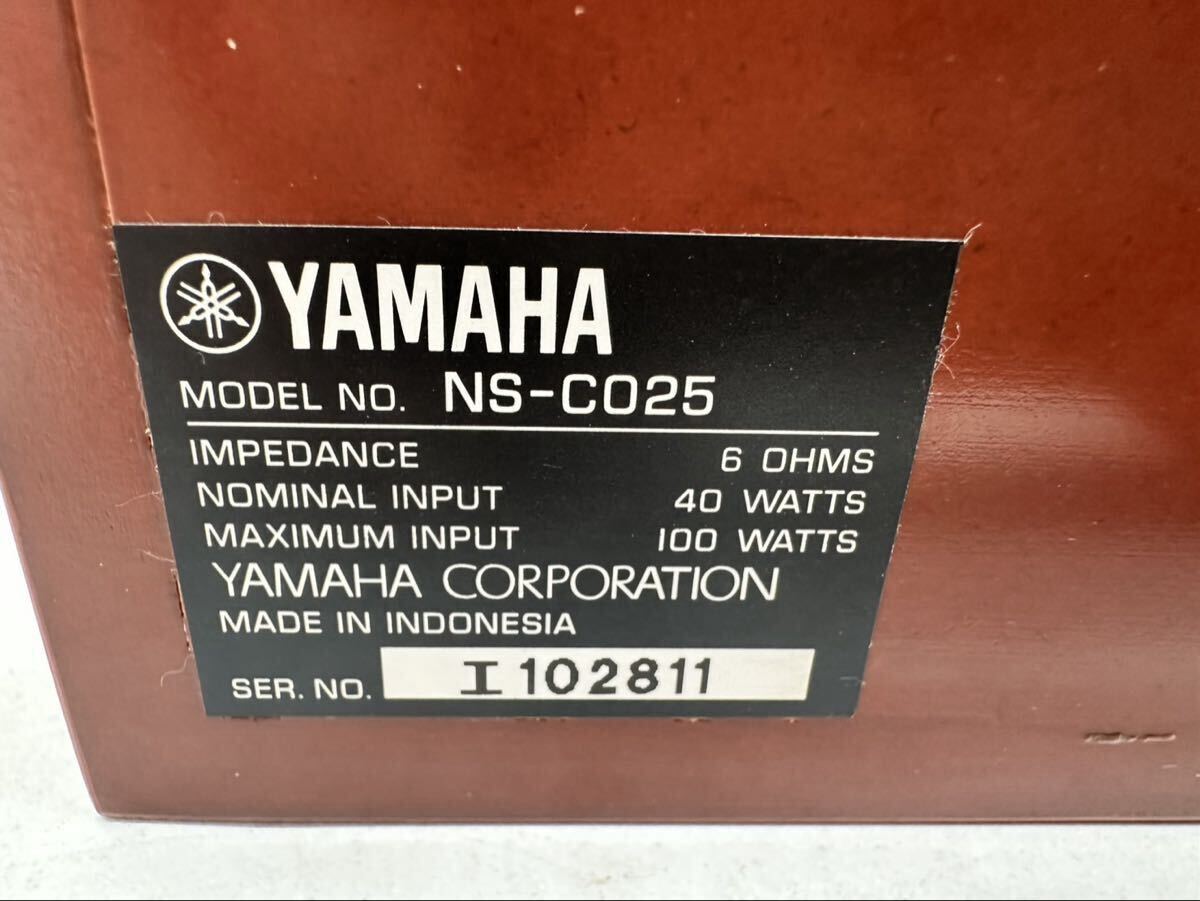 YAMAHA
MODEL NO. NS-C025
IMPEDANCE 6 OHMS
NOMINAL INPUT 40 WATTS
MAXIMUM INPUT 100 WATTS
YAMAHA CORPORATION
MADE IN INDONESIA
SER. NO. I102811